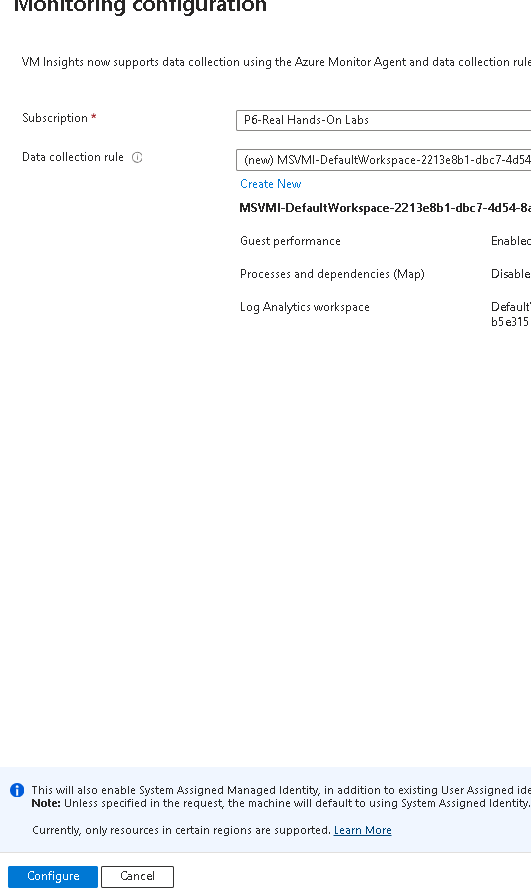 Monitoring configuration
VM Insights now supports data collection using the Azure Monitor Agent and data collection rule
Subscription *
P6-Real Hands-On Labs
Data collection rule
(new) MSVMI-DefaultWorkspace-2213e8b1-dbc7-4d54
Create New
MSVMI-DefaultWorkspace-2213e8b1-dbc7-4d54-8a
Guest performance Enabled
Processes and dependencies (Map) Disable
Log Analytics workspace Default
b5e315
This will also enable System Assigned Managed Identity, in addition to existing User Assigned ide
Note: Unless specified in the request, the machine will default to using System Assigned Identity.
Currently, only resources in certain regions are supported. Learn More
Configure
Cancel